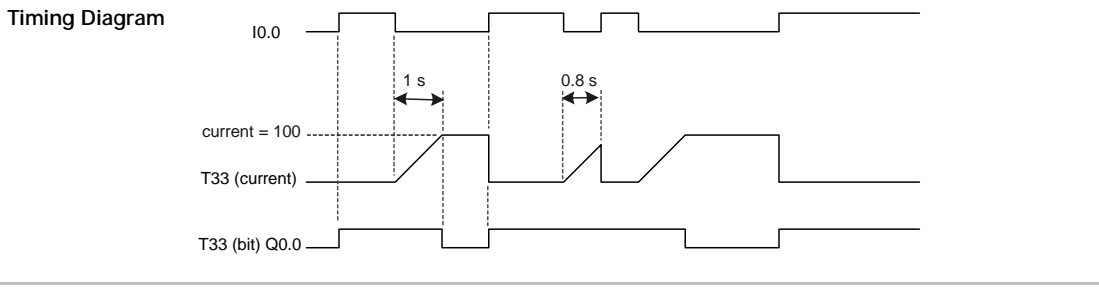 Timing Diagram
I0.0
1 s
0.8 s
current = 100
T33 (current)
T33 (bit) Q0.0